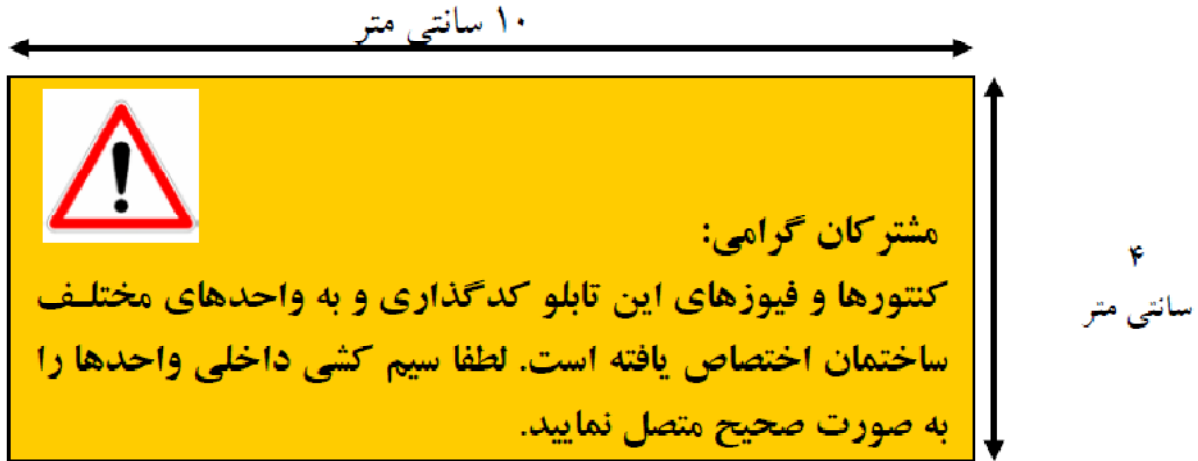 ۱۰ سانتی متر
مشترکان گرامی:
کنتورها و فیوزهای این تابلو کدگذاری و به واحدهای مختلف
ساختمان اختصاص یافته است. لطفا سیم کشی داخلی واحدها را
به صورت صحیح متصل نمایید.
۴
سانتی متر